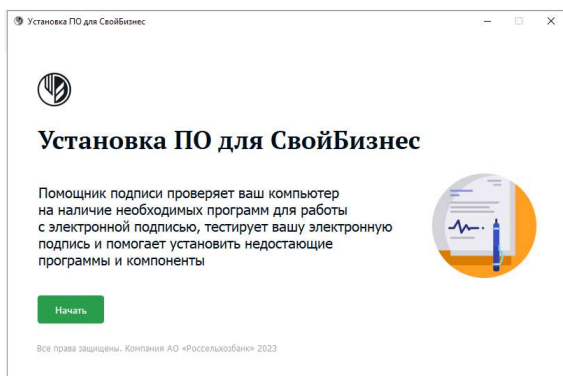 Установка ПО для СвойБизнес
Установка ПО для СвойБизнес
Помощник подписи проверяет ваш компьютер
на наличие необходимых программ для работы
с электронной подписью, тестирует вашу электронную
подпись и помогает установить недостающие
программы и компоненты
Начать
Все права защищены. Компания АО «Россельхозбанк» 2023